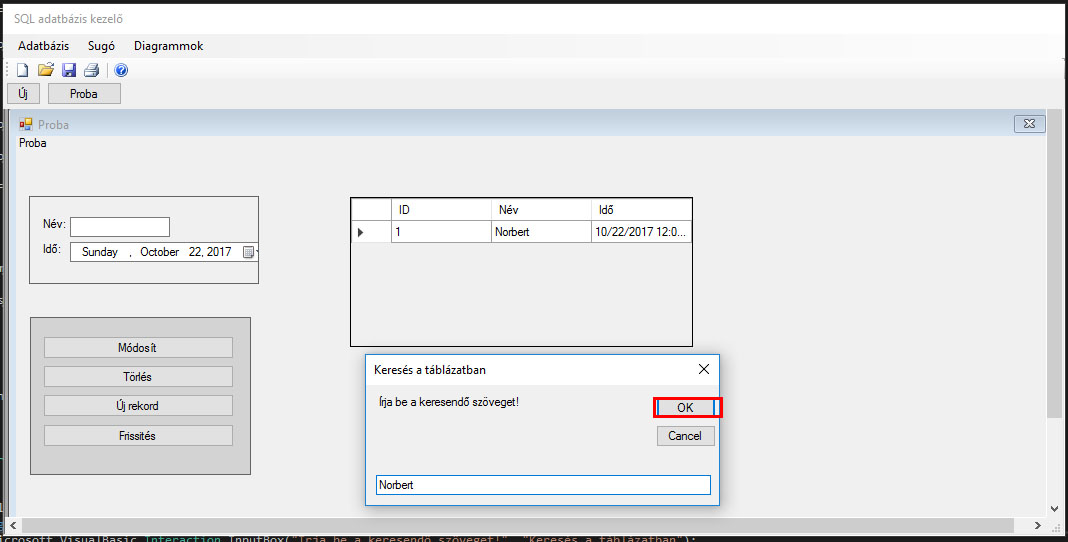 SQL adatbázis kezelő
Adatbázis Sugó Diagrammok
Új Proba
Proba
Proba
Név:
Idő: Sunday , October 22, 2017
ID Név Idő
1 Norbert 10/22/2017 12:0...
Módosít
Törlés
Új rekord
Frissítés
Keresés a táblázatban
Írja be a keresendő szöveget!
OK
Cancel
Norbert
icrosoft.VisualBasic.Interaction.InputBox("Írja be a keresendő szöveget!", "Keresés a táblázatban");